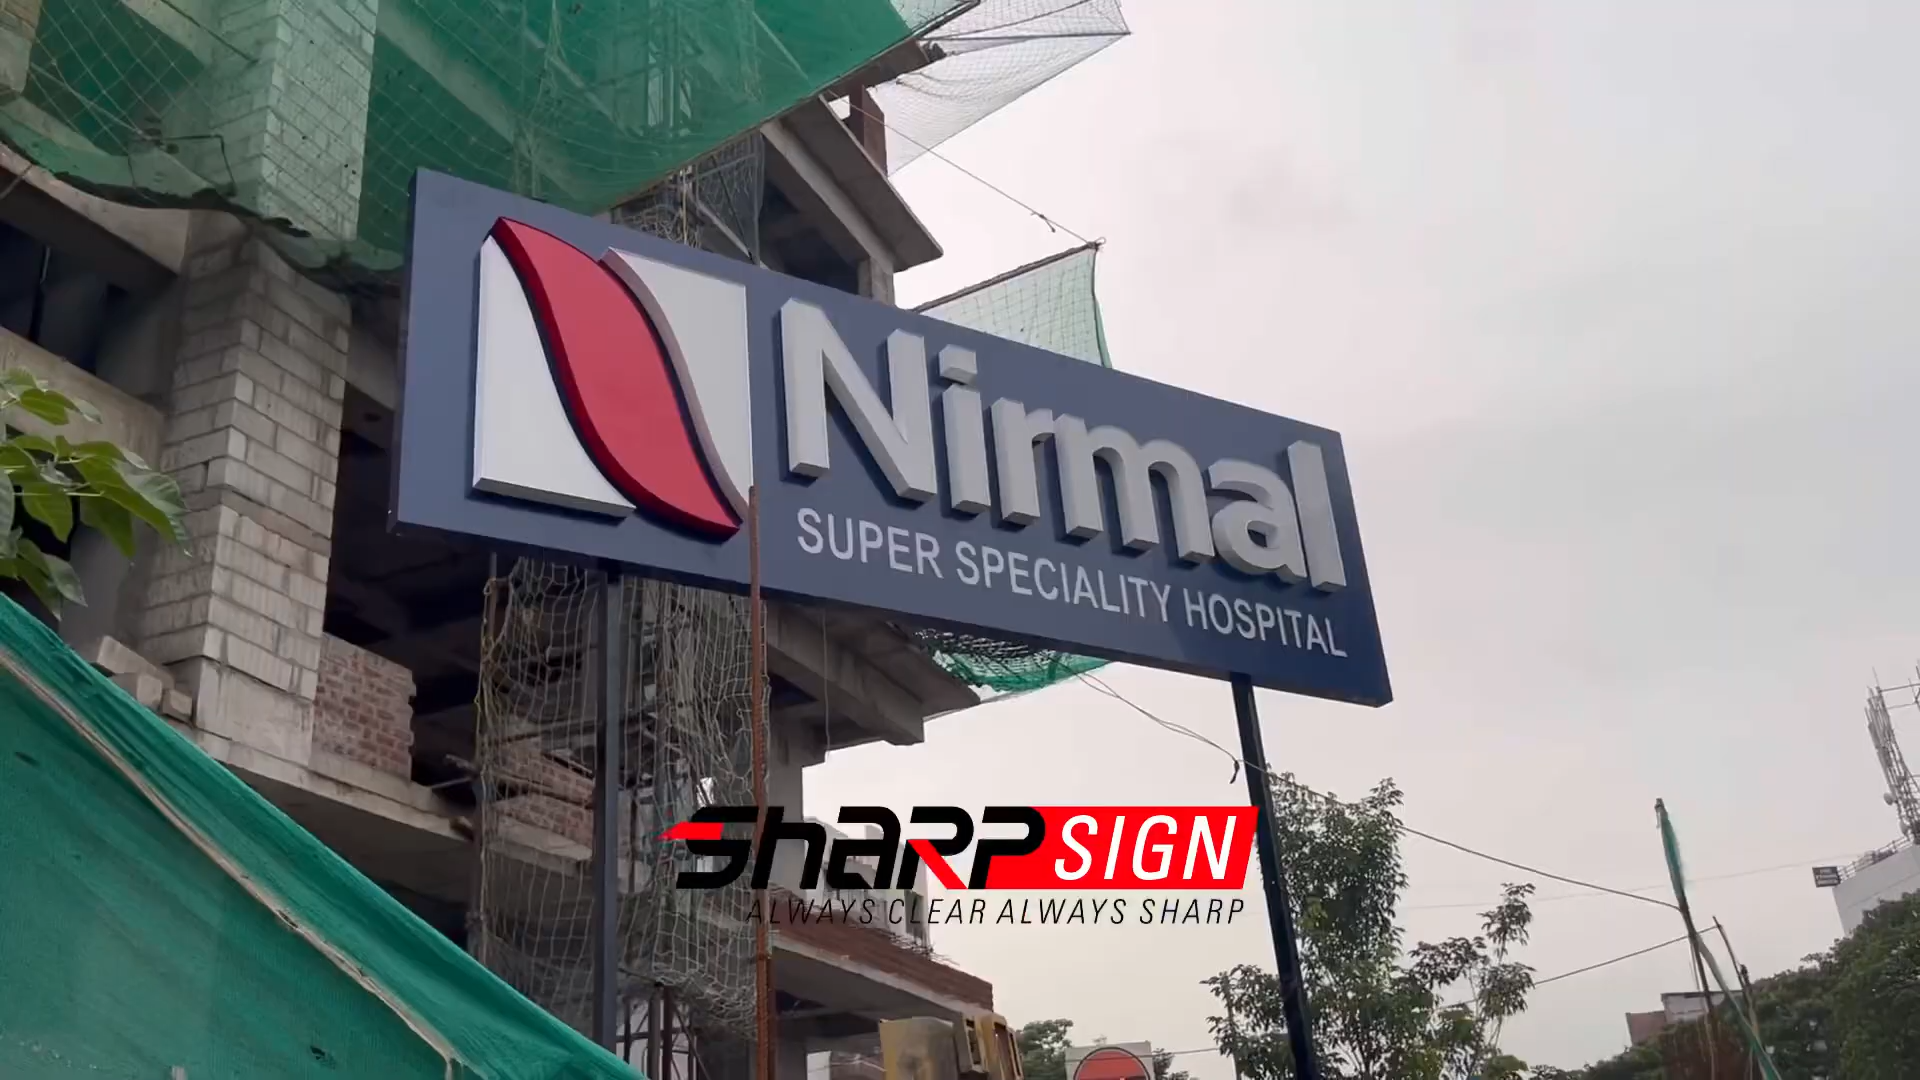 Nirmal
SUPER SPECIALITY HOSPITAL
SHARP SIGN
ALWAYS CLEAR ALWAYS SHARP